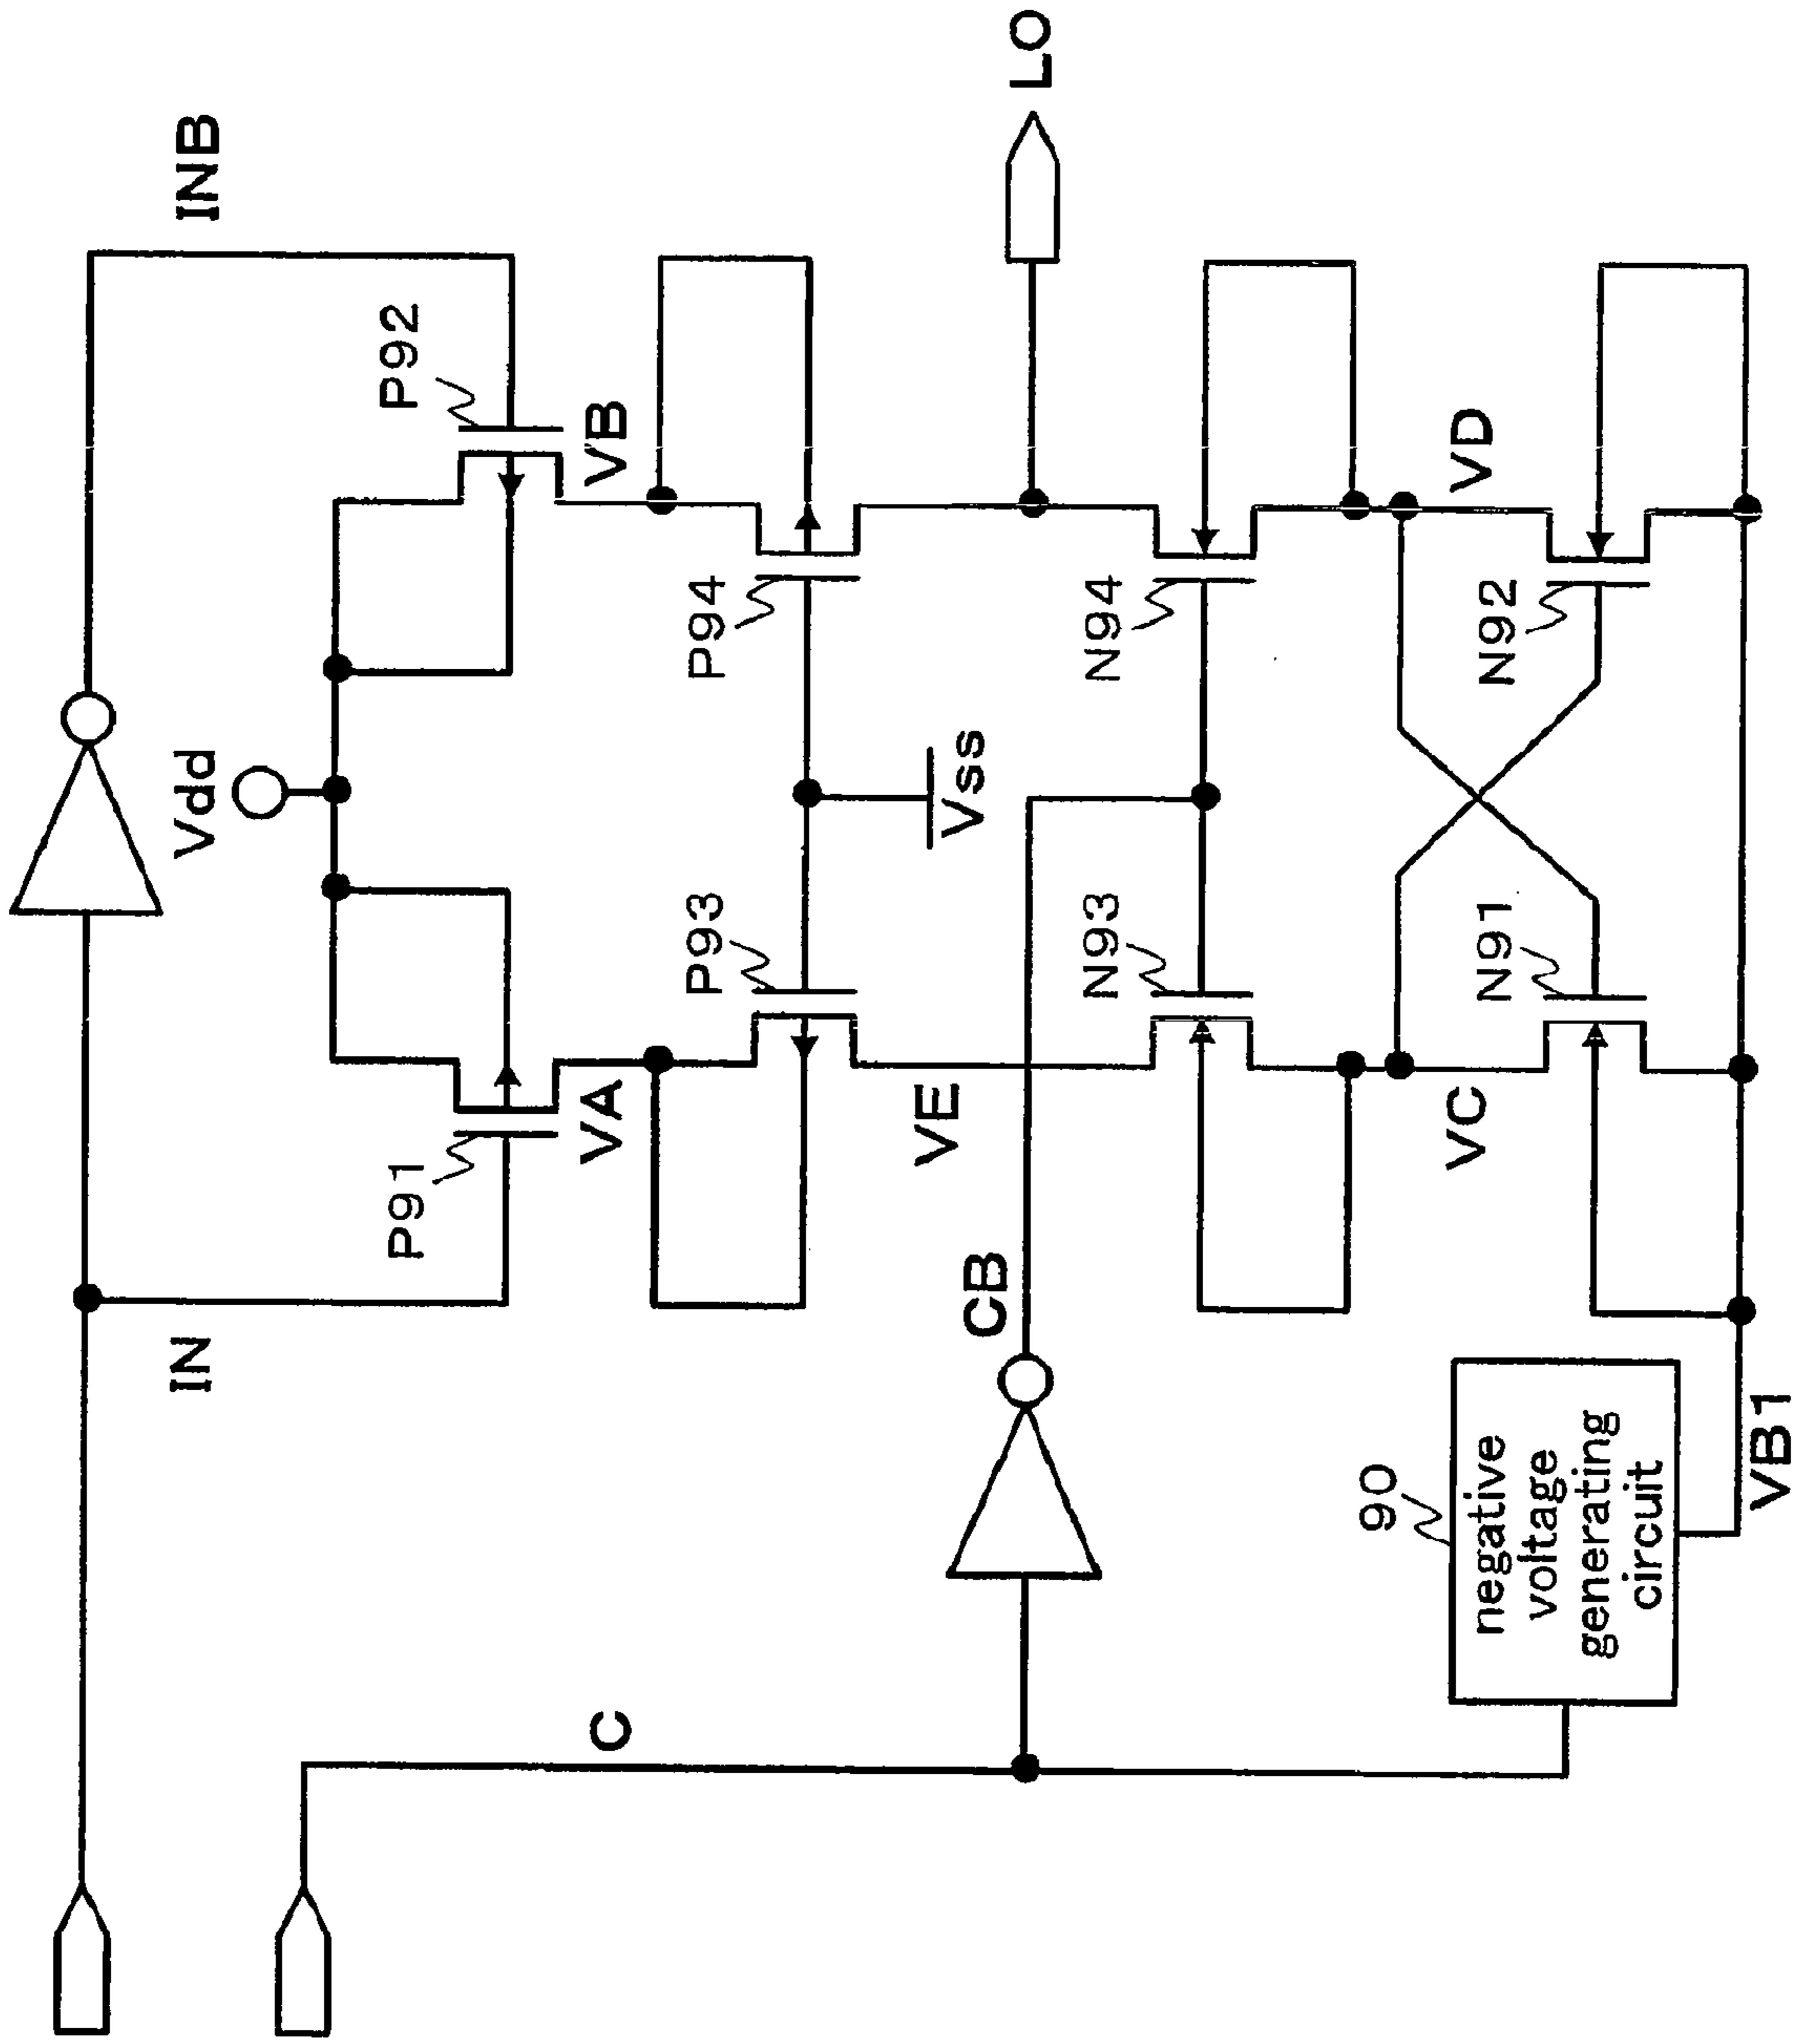 INB
LO
P92
VB
Vdd
P94
N94
VD
N92
Vss
P93
N93
N91
P91
VA
VE
VC
IN
CB
90
negative
voltage
generating
circuit
VB1
C